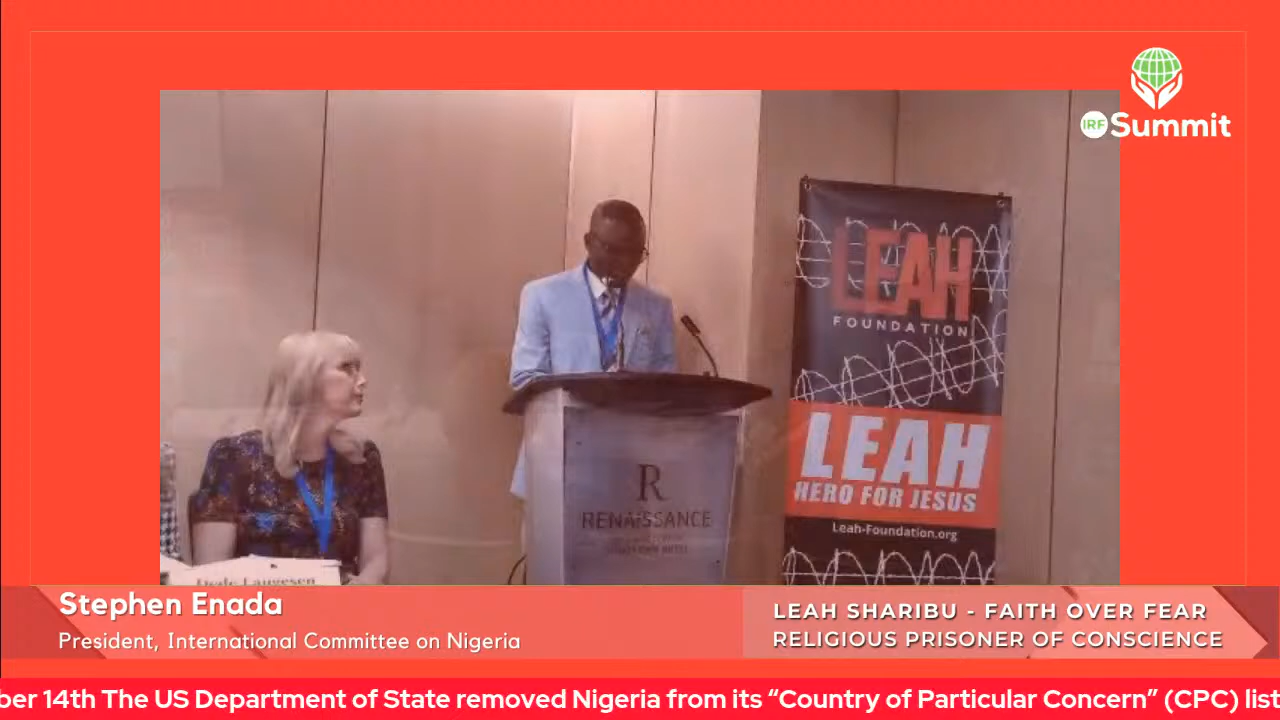 IRF Summit
LEAH
FOUNDATION
LEAH
HERO FOR JESUS
Leah-Foundation.org
R
RENAISSANCE
Dede Laugesen
Stephen Enada
President, International Committee on Nigeria
LEAH SHARIBU - FAITH OVER FEAR
RELIGIOUS PRISONER OF CONSCIENCE
ber 14th The US Department of State removed Nigeria from its “Country of Particular Concern” (CPC) list